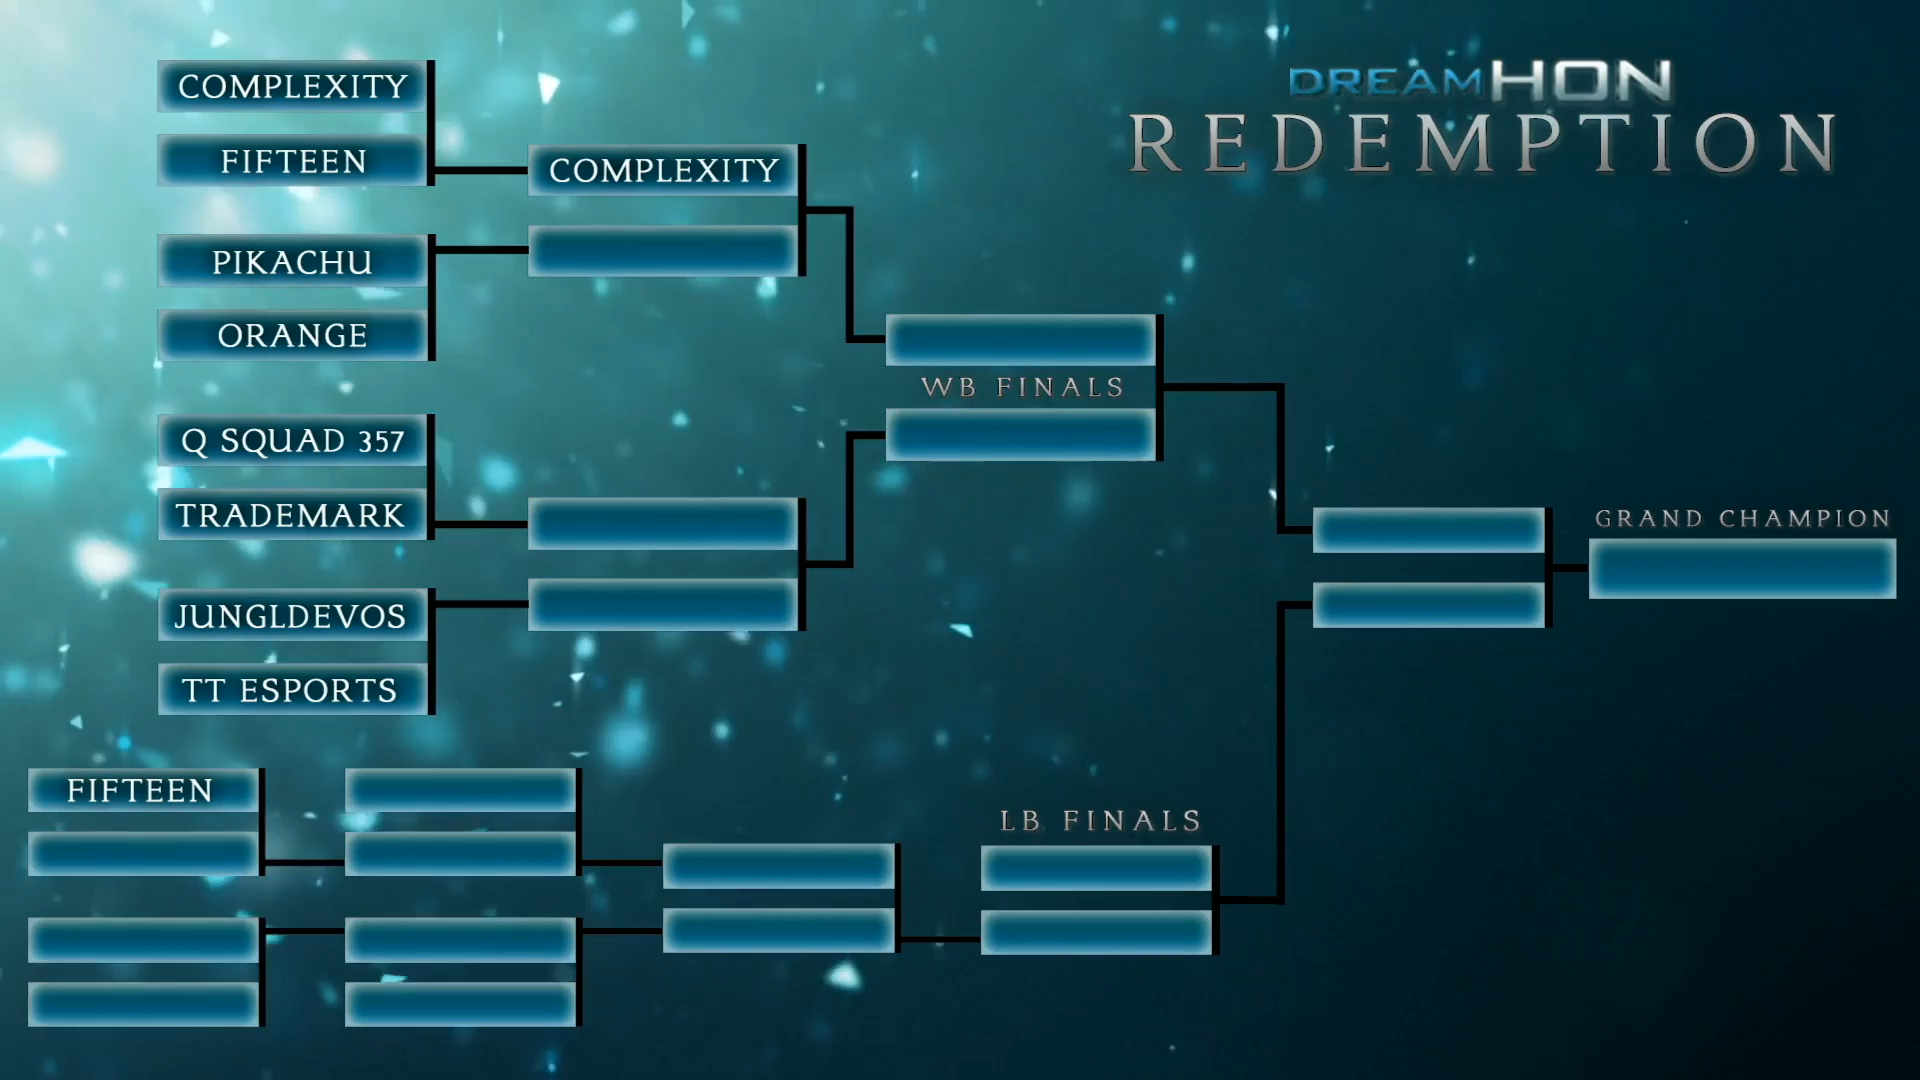 DREAMHON
REDEMPTION
COMPLEXITY
FIFTEEN
COMPLEXITY
PIKACHU
ORANGE
WB FINALS
Q SQUAD 357
TRADEMARK
GRAND CHAMPION
JUNGLDEVOS
TT ESPORTS
FIFTEEN
LB FINALS